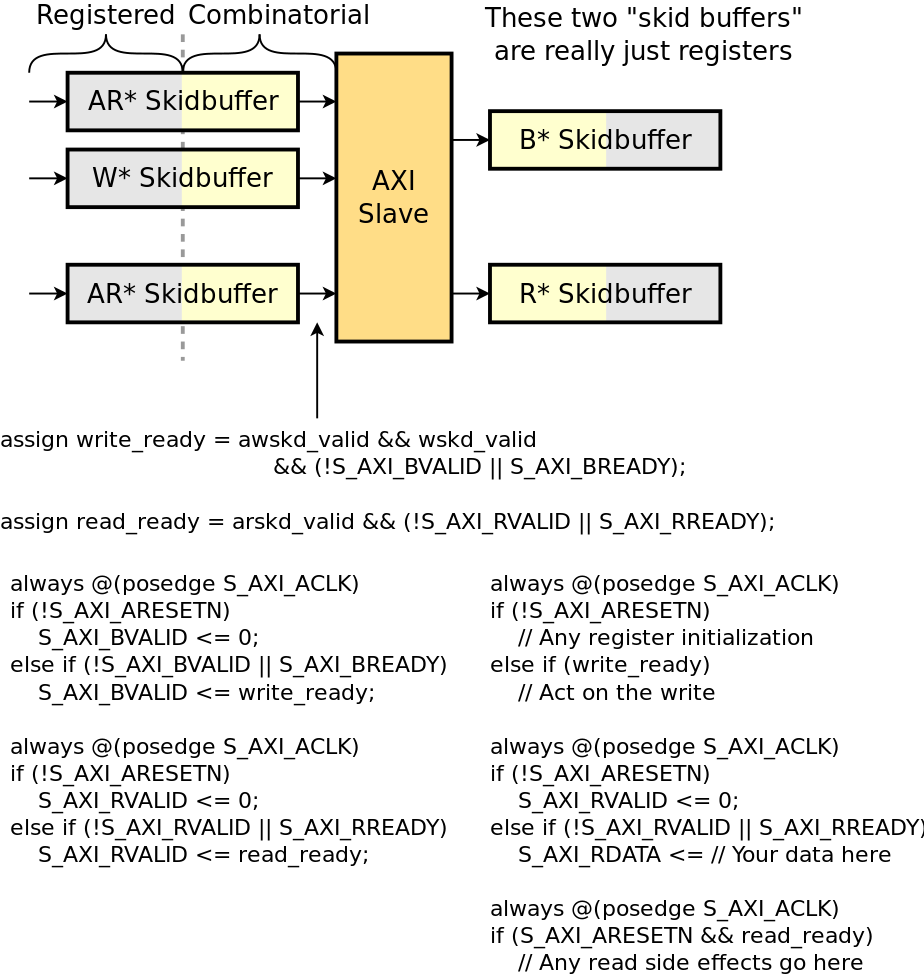 Registered Combinatorial
These two "skid buffers"
are really just registers
AR* Skidbuffer
W* Skidbuffer
AR* Skidbuffer
AXI
Slave
B* Skidbuffer
R* Skidbuffer
assign write_ready = awskd_valid && wskd_valid
&& (!S_AXI_BVALID || S_AXI_BREADY);
assign read_ready = arskd_valid && (!S_AXI_RVALID || S_AXI_RREADY);
always @(posedge S_AXI_ACLK)
if (!S_AXI_ARESETN)
S_AXI_BVALID <= 0;
else if (!S_AXI_BVALID || S_AXI_BREADY)
S_AXI_BVALID <= write_ready;
always @(posedge S_AXI_ACLK)
if (!S_AXI_ARESETN)
S_AXI_RVALID <= 0;
else if (!S_AXI_RVALID || S_AXI_RREADY)
S_AXI_RVALID <= read_ready;
always @(posedge S_AXI_ACLK)
if (!S_AXI_ARESETN)
// Any register initialization
else if (write_ready)
// Act on the write
always @(posedge S_AXI_ACLK)
if (!S_AXI_ARESETN)
S_AXI_RVALID <= 0;
else if (!S_AXI_RVALID || S_AXI_RREADY)
S_AXI_RDATA <= // Your data here
always @(posedge S_AXI_ACLK)
if (S_AXI_ARESETN && read_ready)
// Any read side effects go here